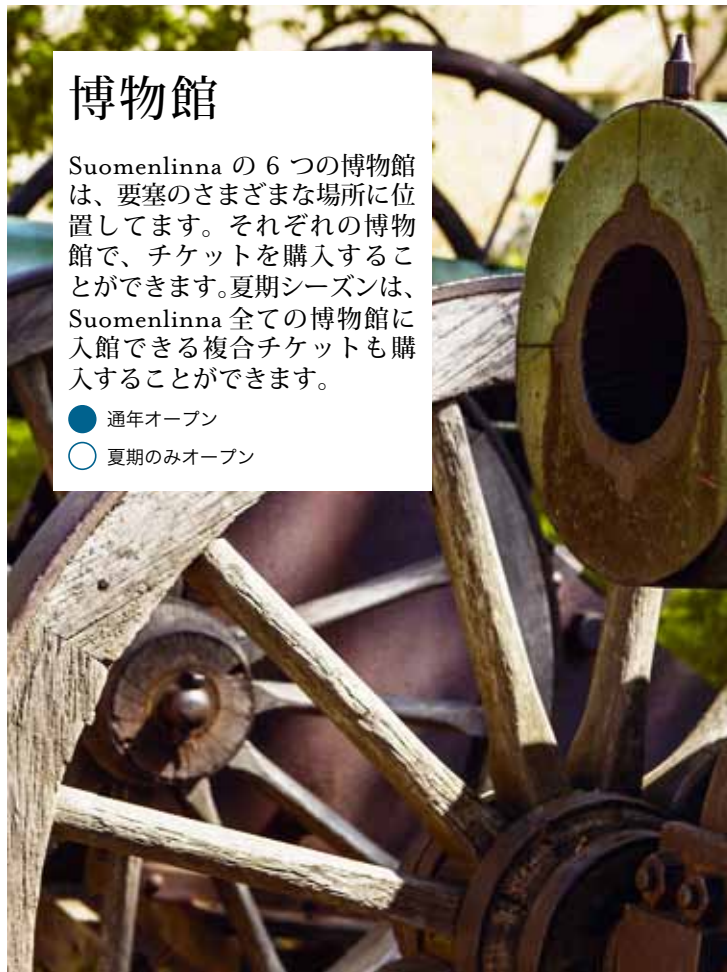 博物館
Suomenlinna の 6 つの博物館
は、要塞のさまざまな場所に位
置してます。それぞれの博物
館で、チケットを購入するこ
とができます。夏期シーズンは、
Suomenlinna 全ての博物館に
入館できる複合チケットも購
入することができます。
通年オープン
夏期のみオープン